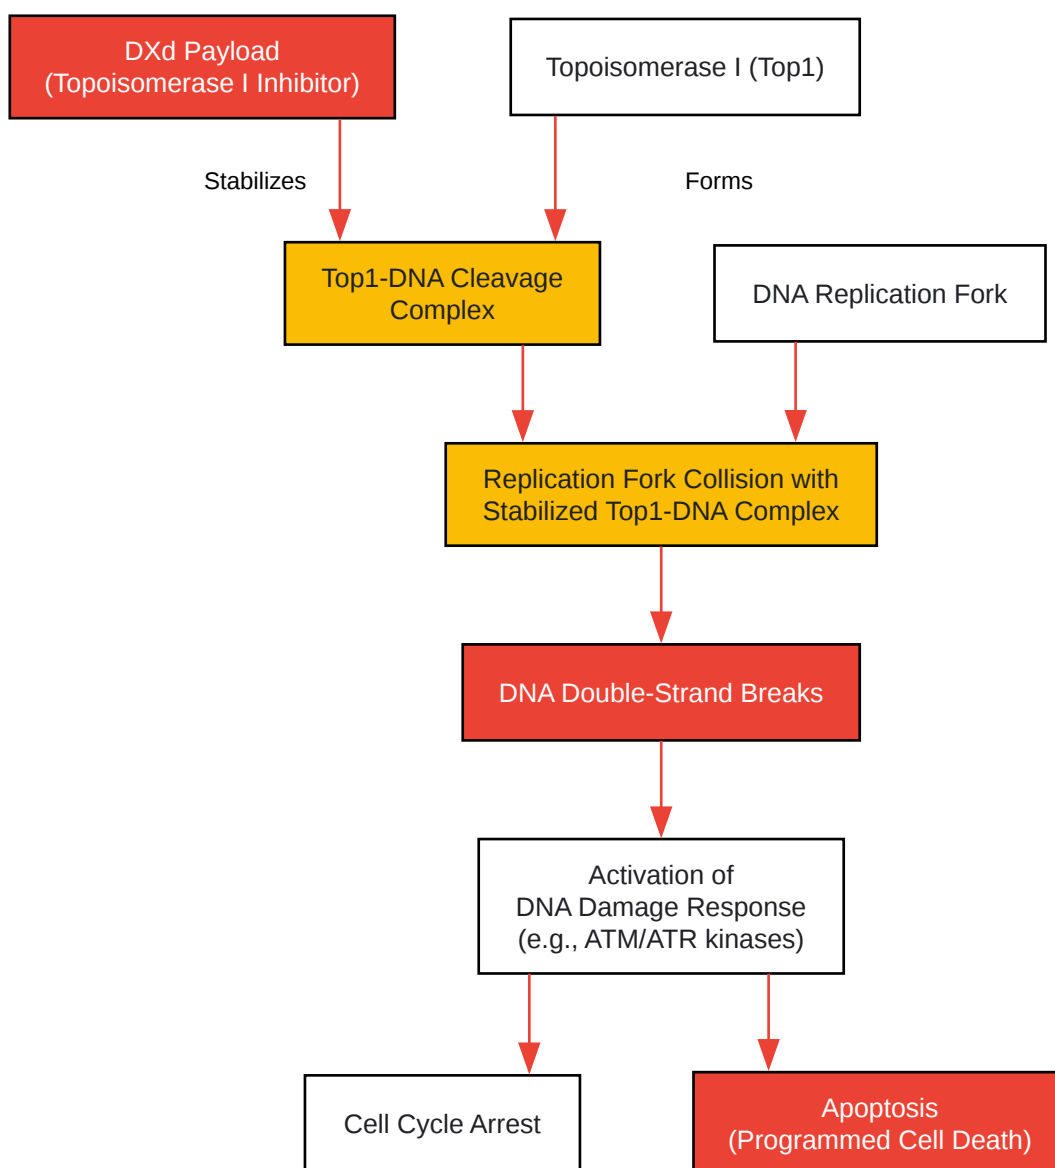 DXd Payload
(Topoisomerase I Inhibitor)
Topoisomerase I (Top1)
Stabilizes
Forms
Top1-DNA Cleavage
Complex
DNA Replication Fork
Replication Fork Collision with
Stabilized Top1-DNA Complex
DNA Double-Strand Breaks
Activation of
DNA Damage Response
(e.g., ATM/ATR kinases)
Cell Cycle Arrest
Apoptosis
(Programmed Cell Death)